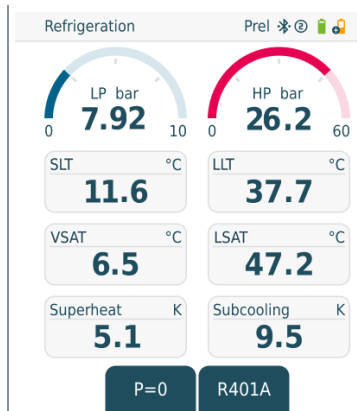 Refrigeration Prel ②
LP bar HP bar
7.92 26.2
0 10 0 60
SLT °C LLT °C
11.6 37.7
VSAT °C LSAT °C
6.5 47.2
Superheat K Subcooling K
5.1 9.5
P=0 R401A